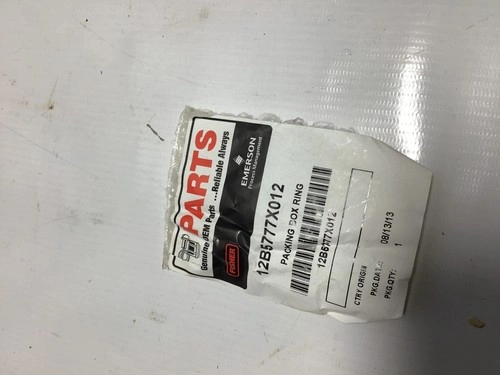 PARTS
Genuine OEM Parts ...Reliable Always
FISHER
EMERSON
Process Management
12B5777X012
PACKING BOX RING
12B5777X012
CTRY ORIGIN
PKG.DATE: 08/13/13
PKG.QTY: 1